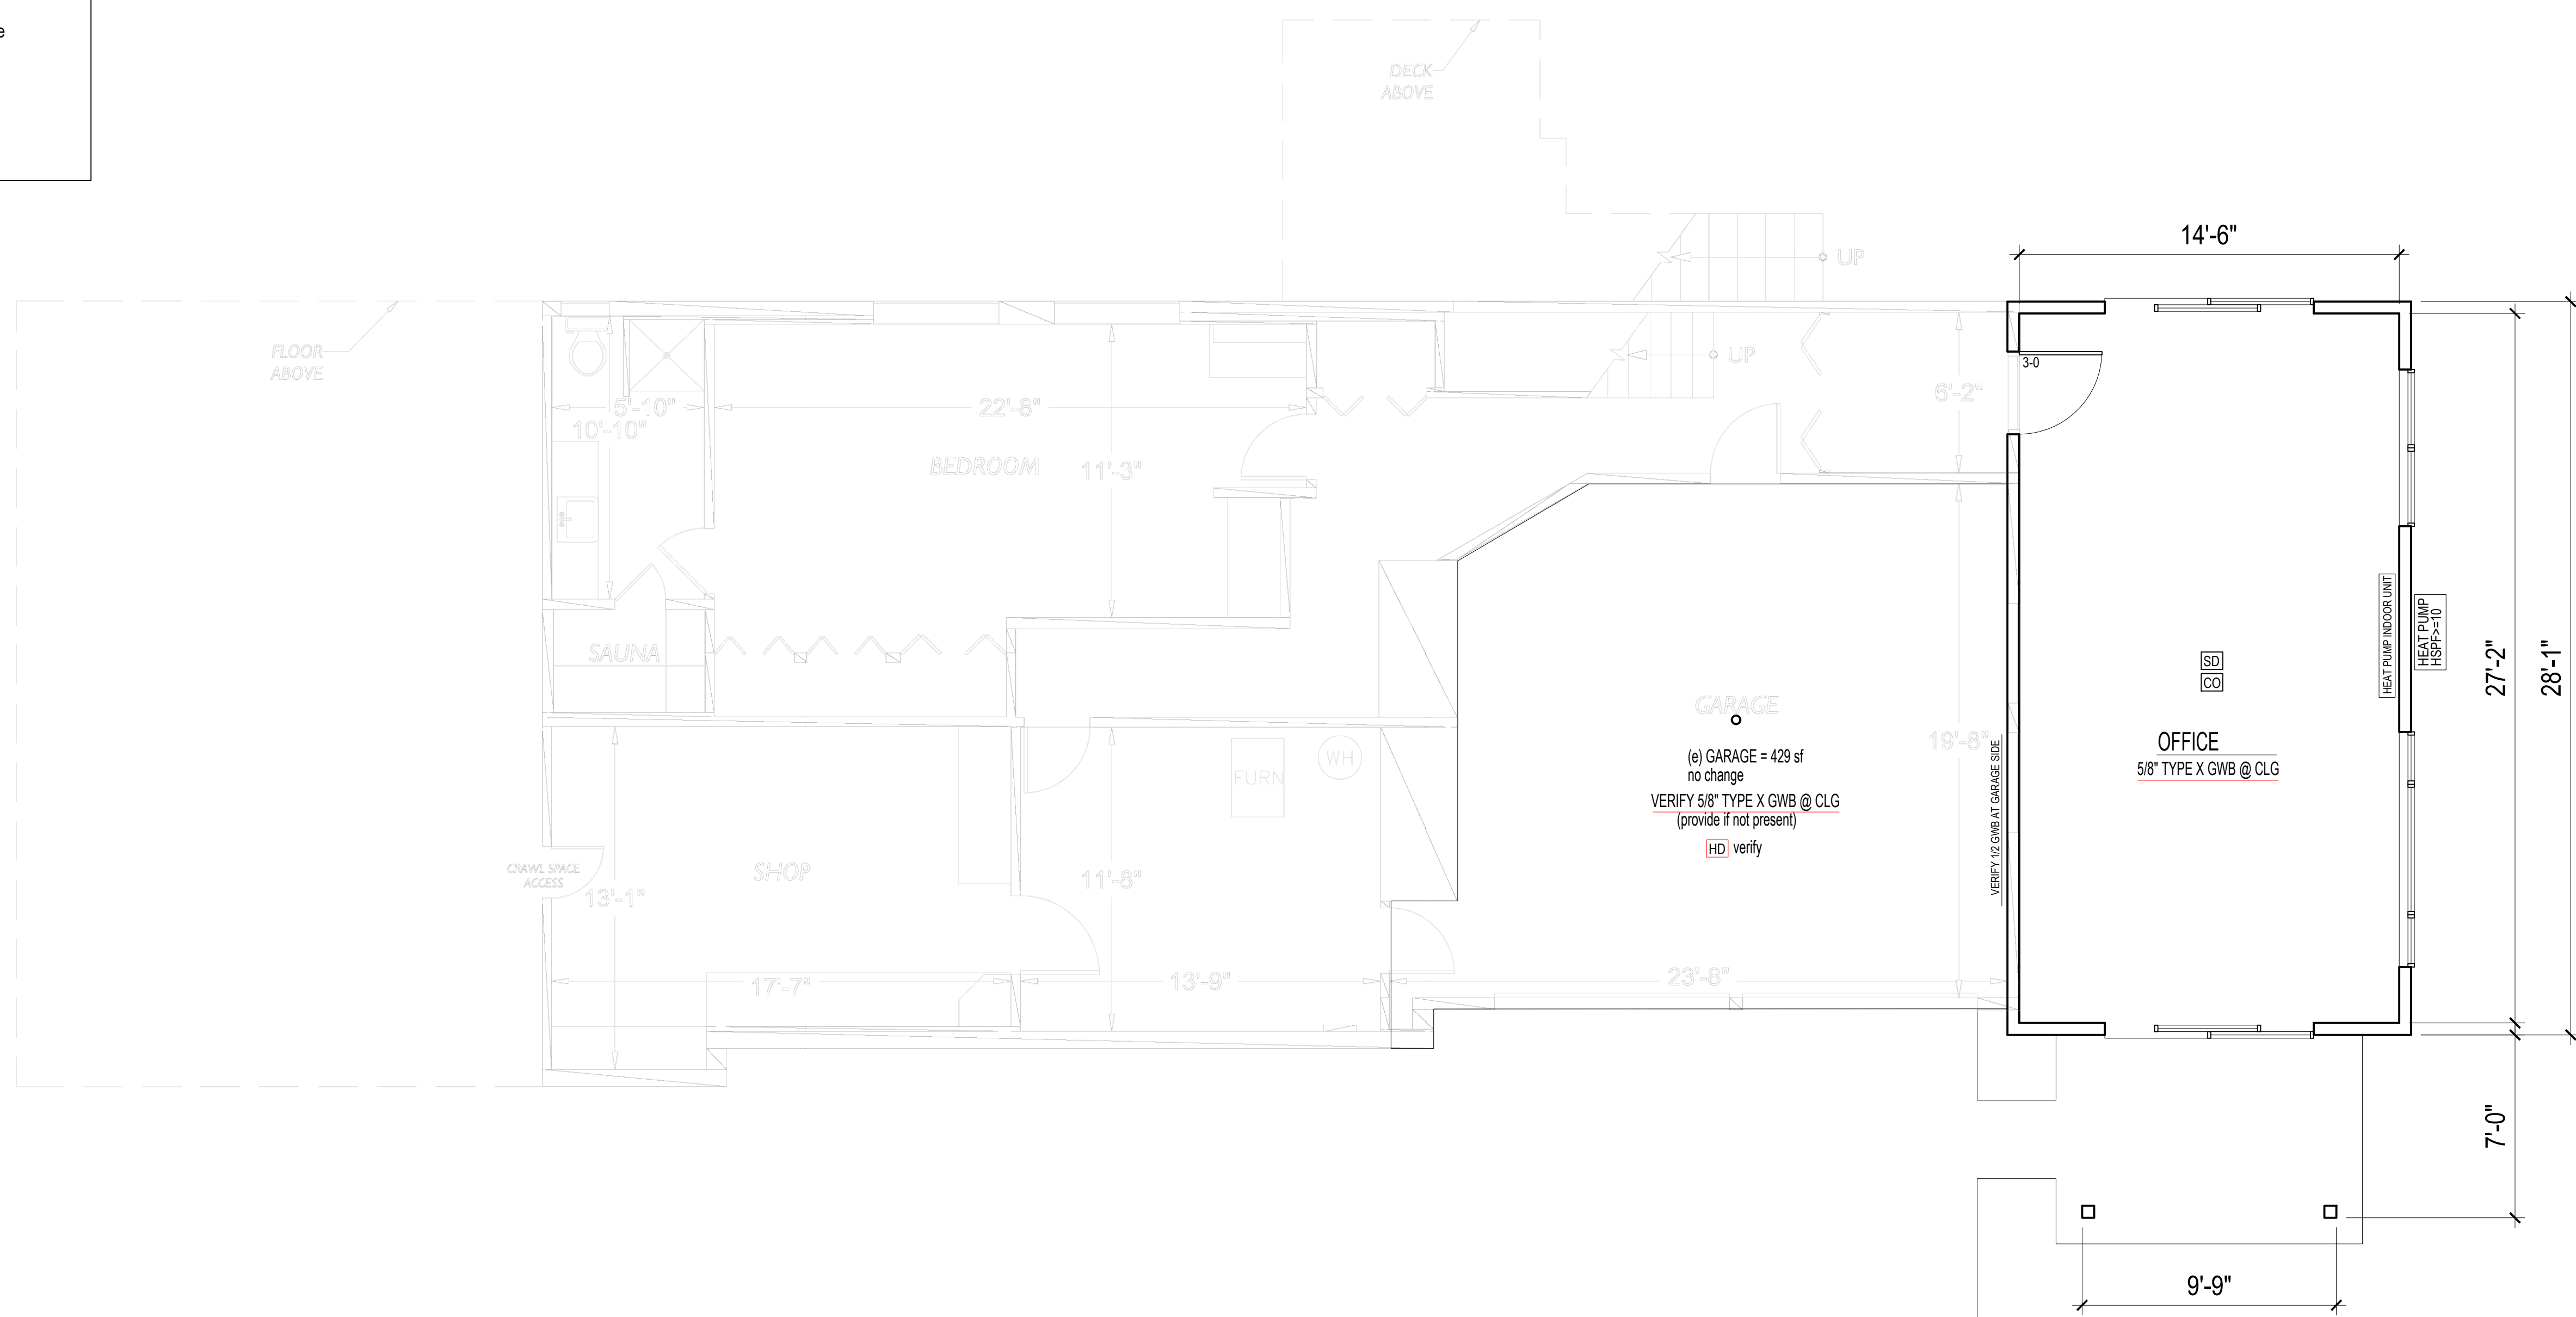 e
DECK
ABOVE
UP
14'-6"
FLOOR
ABOVE
UP
3-0
5'-10"
10'-10"
22'-8"
6'-2"
BEDROOM
11'-3"
SAUNA
HEAT PUMP INDOOR UNIT
HEAT PUMP
HSPF>=10
SD
CO
27'-2"
28'-1"
GARAGE
19'-8"
OFFICE
5/8" TYPE X GWB @ CLG
(e) GARAGE = 429 sf
no change
VERIFY 5/8" TYPE X GWB @ CLG
(provide if not present)
HD verify
VERIFY 1/2 GWB AT GARAGE SIDE
FURN
WH
CRAWL SPACE
ACCESS
13'-1"
SHOP
11'-8"
17'-7"
13'-9"
23'-8"
7'-0"
9'-9"